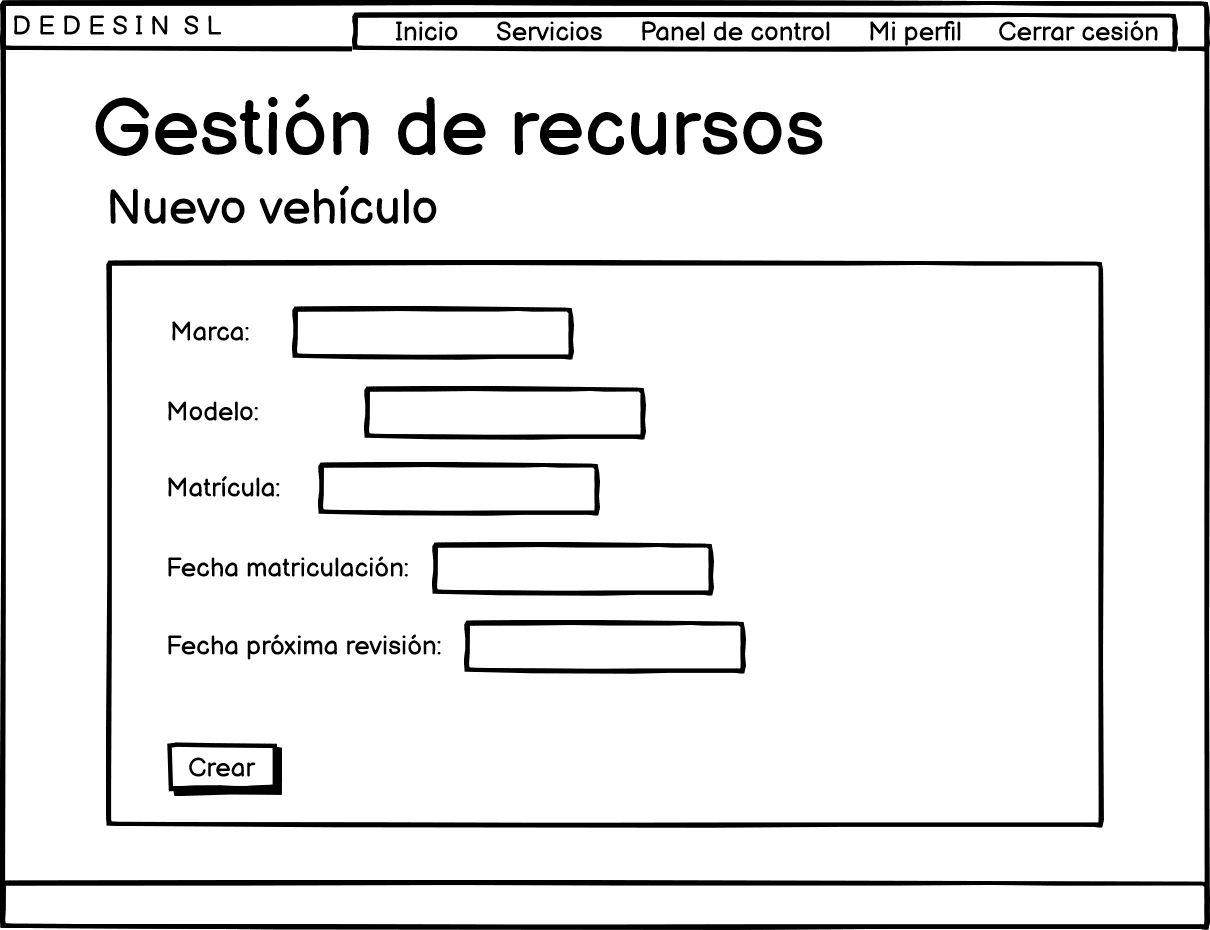 DEDESIN SL
Inicio Servicios Panel de control Mi perfil Cerrar cesión
Gestión de recursos
Nuevo vehículo
Marca:
Modelo:
Matrícula:
Fecha matriculación:
Fecha próxima revisión:
Crear